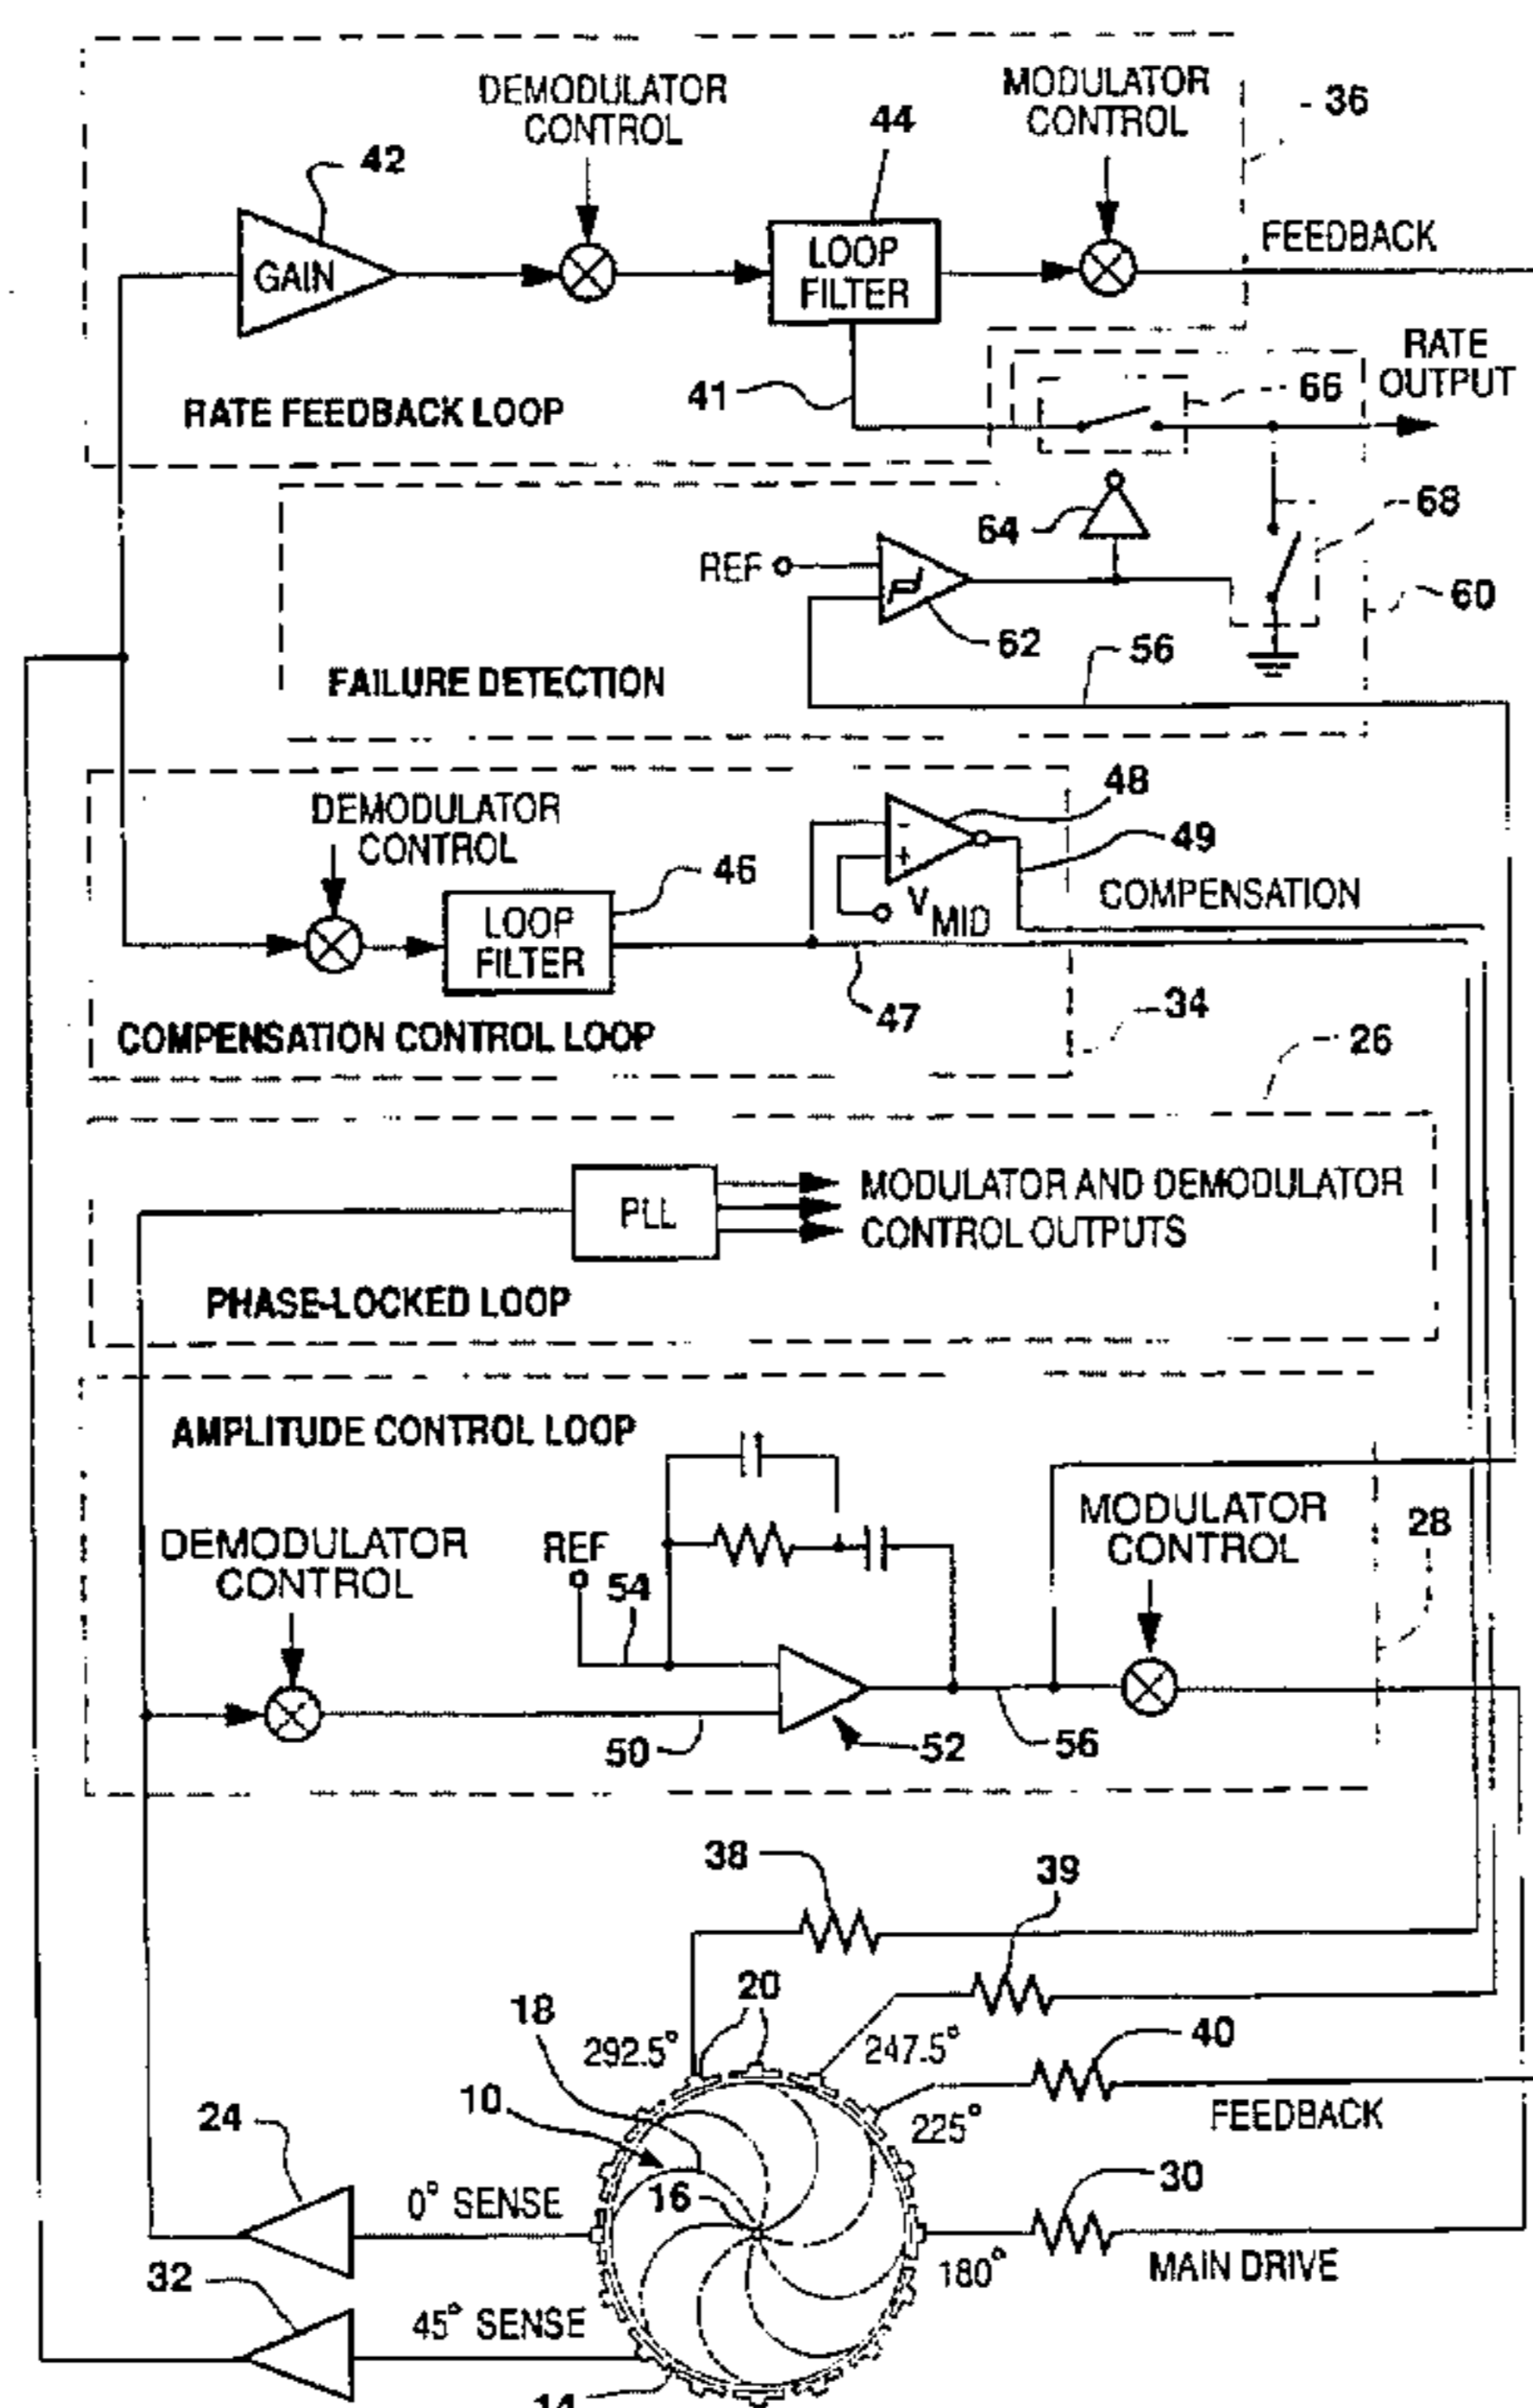 DEMODULATOR
CONTROL
44
MODULATOR
CONTROL
36
42
GAIN
LOOP
FILTER
FEEDBACK
RATE
OUTPUT
41
66
RATE FEEDBACK LOOP
64
68
REF
62
56
60
FAILURE DETECTION
DEMODULATOR
CONTROL
48
46
49
-
+
V MID
COMPENSATION
LOOP
FILTER
47
34
COMPENSATION CONTROL LOOP
26
PLL
MODULATOR AND DEMODULATOR
CONTROL OUTPUTS
PHASE-LOCKED LOOP
AMPLITUDE CONTROL LOOP
DEMODULATOR
CONTROL
REF
54
MODULATOR
CONTROL
28
50
52
56
38
39
20
18
292.5°
247.5°
40
10
225°
FEEDBACK
24
0° SENSE
16
30
180°
MAIN DRIVE
32
45° SENSE
14